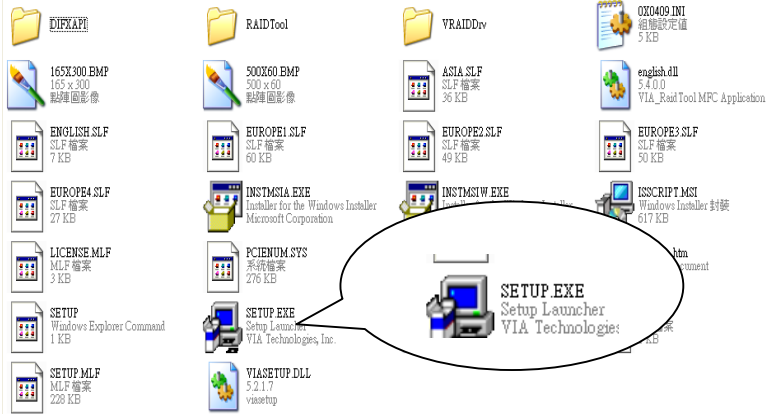 DIFXAPI
RAIDTool
VRAIDDrv
0X0409.INI
組態設定值
5 KB
165X300.BMP
165 x 300
點陣圖影像
500X60.BMP
500 x 60
點陣圖影像
ASIA.SLF
SLF 檔案
36 KB
english.dll
5.4.0.0
VIA_RaidTool MFC Application
ENGLISH.SLF
SLF 檔案
7 KB
EUROPE1.SLF
SLF 檔案
60 KB
EUROPE2.SLF
SLF 檔案
49 KB
EUROPE3.SLF
SLF 檔案
50 KB
EUROPE4.SLF
SLF 檔案
27 KB
INSTMSIA.EXE
Installer for the Windows Installer
Microsoft Corporation
INSTMSIW.EXE
ISSCRIPT.MSI
Windows Installer 封裝
617 KB
LICENSE.MLF
MLF 檔案
3 KB
PCIENUM.SYS
系統檔案
276 KB
.htm
cument
SETUP
Windows Explorer Command
1 KB
SETUP.EXE
Setup Launcher
VIA Technologies, Inc.
SETUP.EXE
Setup Launcher
VIA Technologies
檔案
KB
SETUP.MLF
MLF 檔案
228 KB
VIASETUP.DLL
5.2.1.7
viasetup